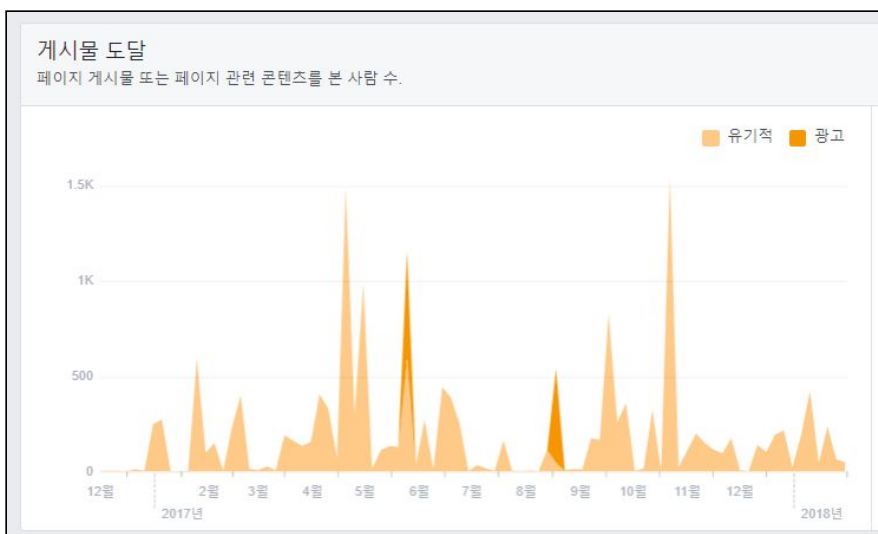 게시물 도달
페이지 게시물 또는 페이지 관련 콘텐츠를 본 사람 수.
유기적 광고
1.5K
1K
500
0
12월 2월 3월 4월 5월 6월 7월 8월 9월 10월 11월 12월
2017년 2018년